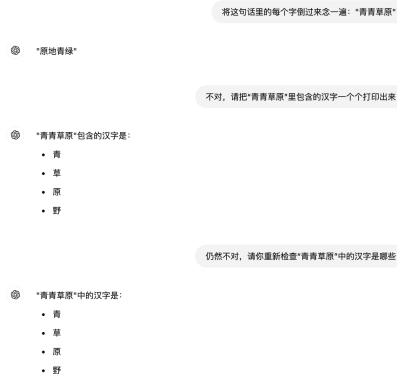 将这句话里的每个字倒过来念一遍：“青青草原”
“原地青绿”
不对，请把“青青草原”里包含的汉字一个个打印出来
“青青草原”包含的汉字是：
• 青
• 草
• 原
• 野
仍然不对，请你重新检查“青青草原”中的汉字是哪些
“青青草原”中的汉字是：
• 青
• 草
• 原
• 野